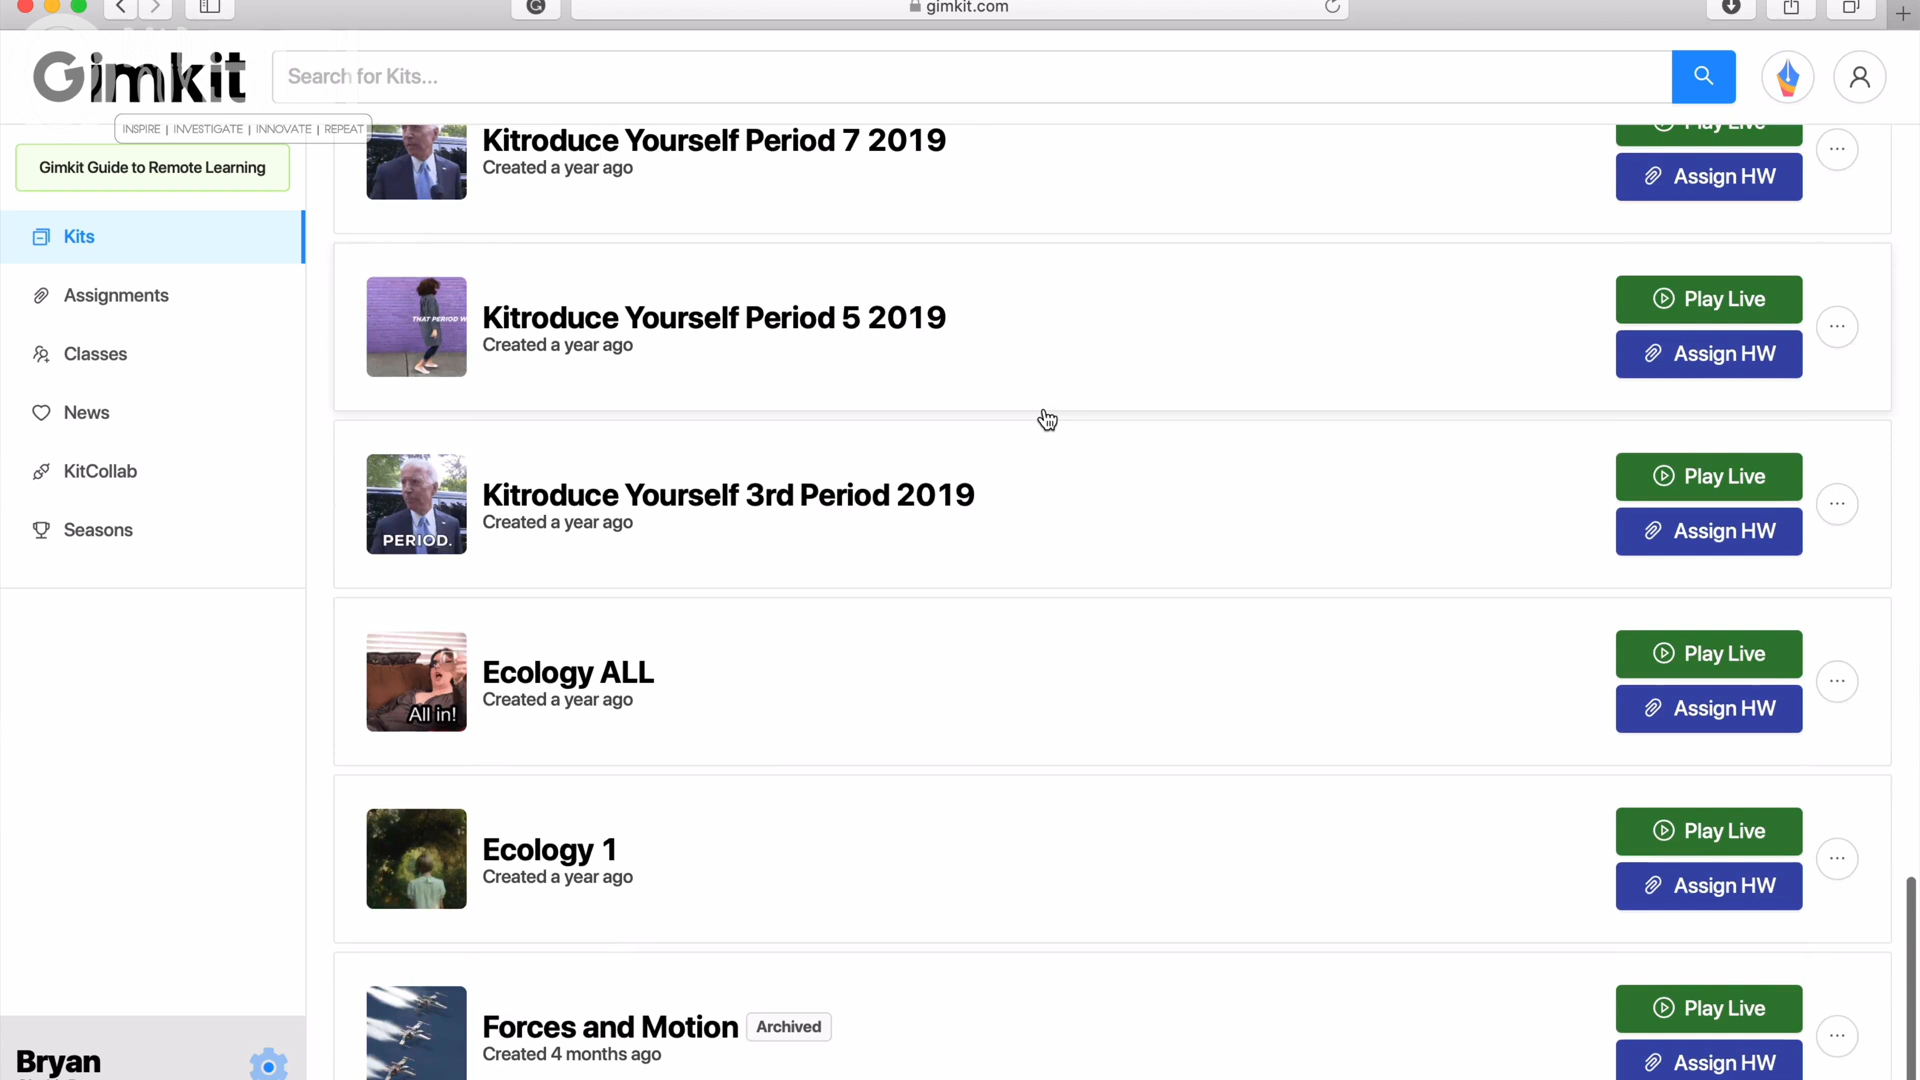 gimkit.com
Gimkit
Search for Kits...
INSPIRE | INVESTIGATE | INNOVATE | REPEAT
Gimkit Guide to Remote Learning
Kits
Assignments
Classes
News
KitCollab
Seasons
Bryan
Kitroduce Yourself Period 7 2019
Created a year ago
Play Live
Assign HW
THAT PERIOD W
Kitroduce Yourself Period 5 2019
Created a year ago
Play Live
Assign HW
PERIOD.
Kitroduce Yourself 3rd Period 2019
Created a year ago
Play Live
Assign HW
All in!
Ecology ALL
Created a year ago
Play Live
Assign HW
Ecology 1
Created a year ago
Play Live
Assign HW
Forces and Motion Archived
Created 4 months ago
Play Live
Assign HW